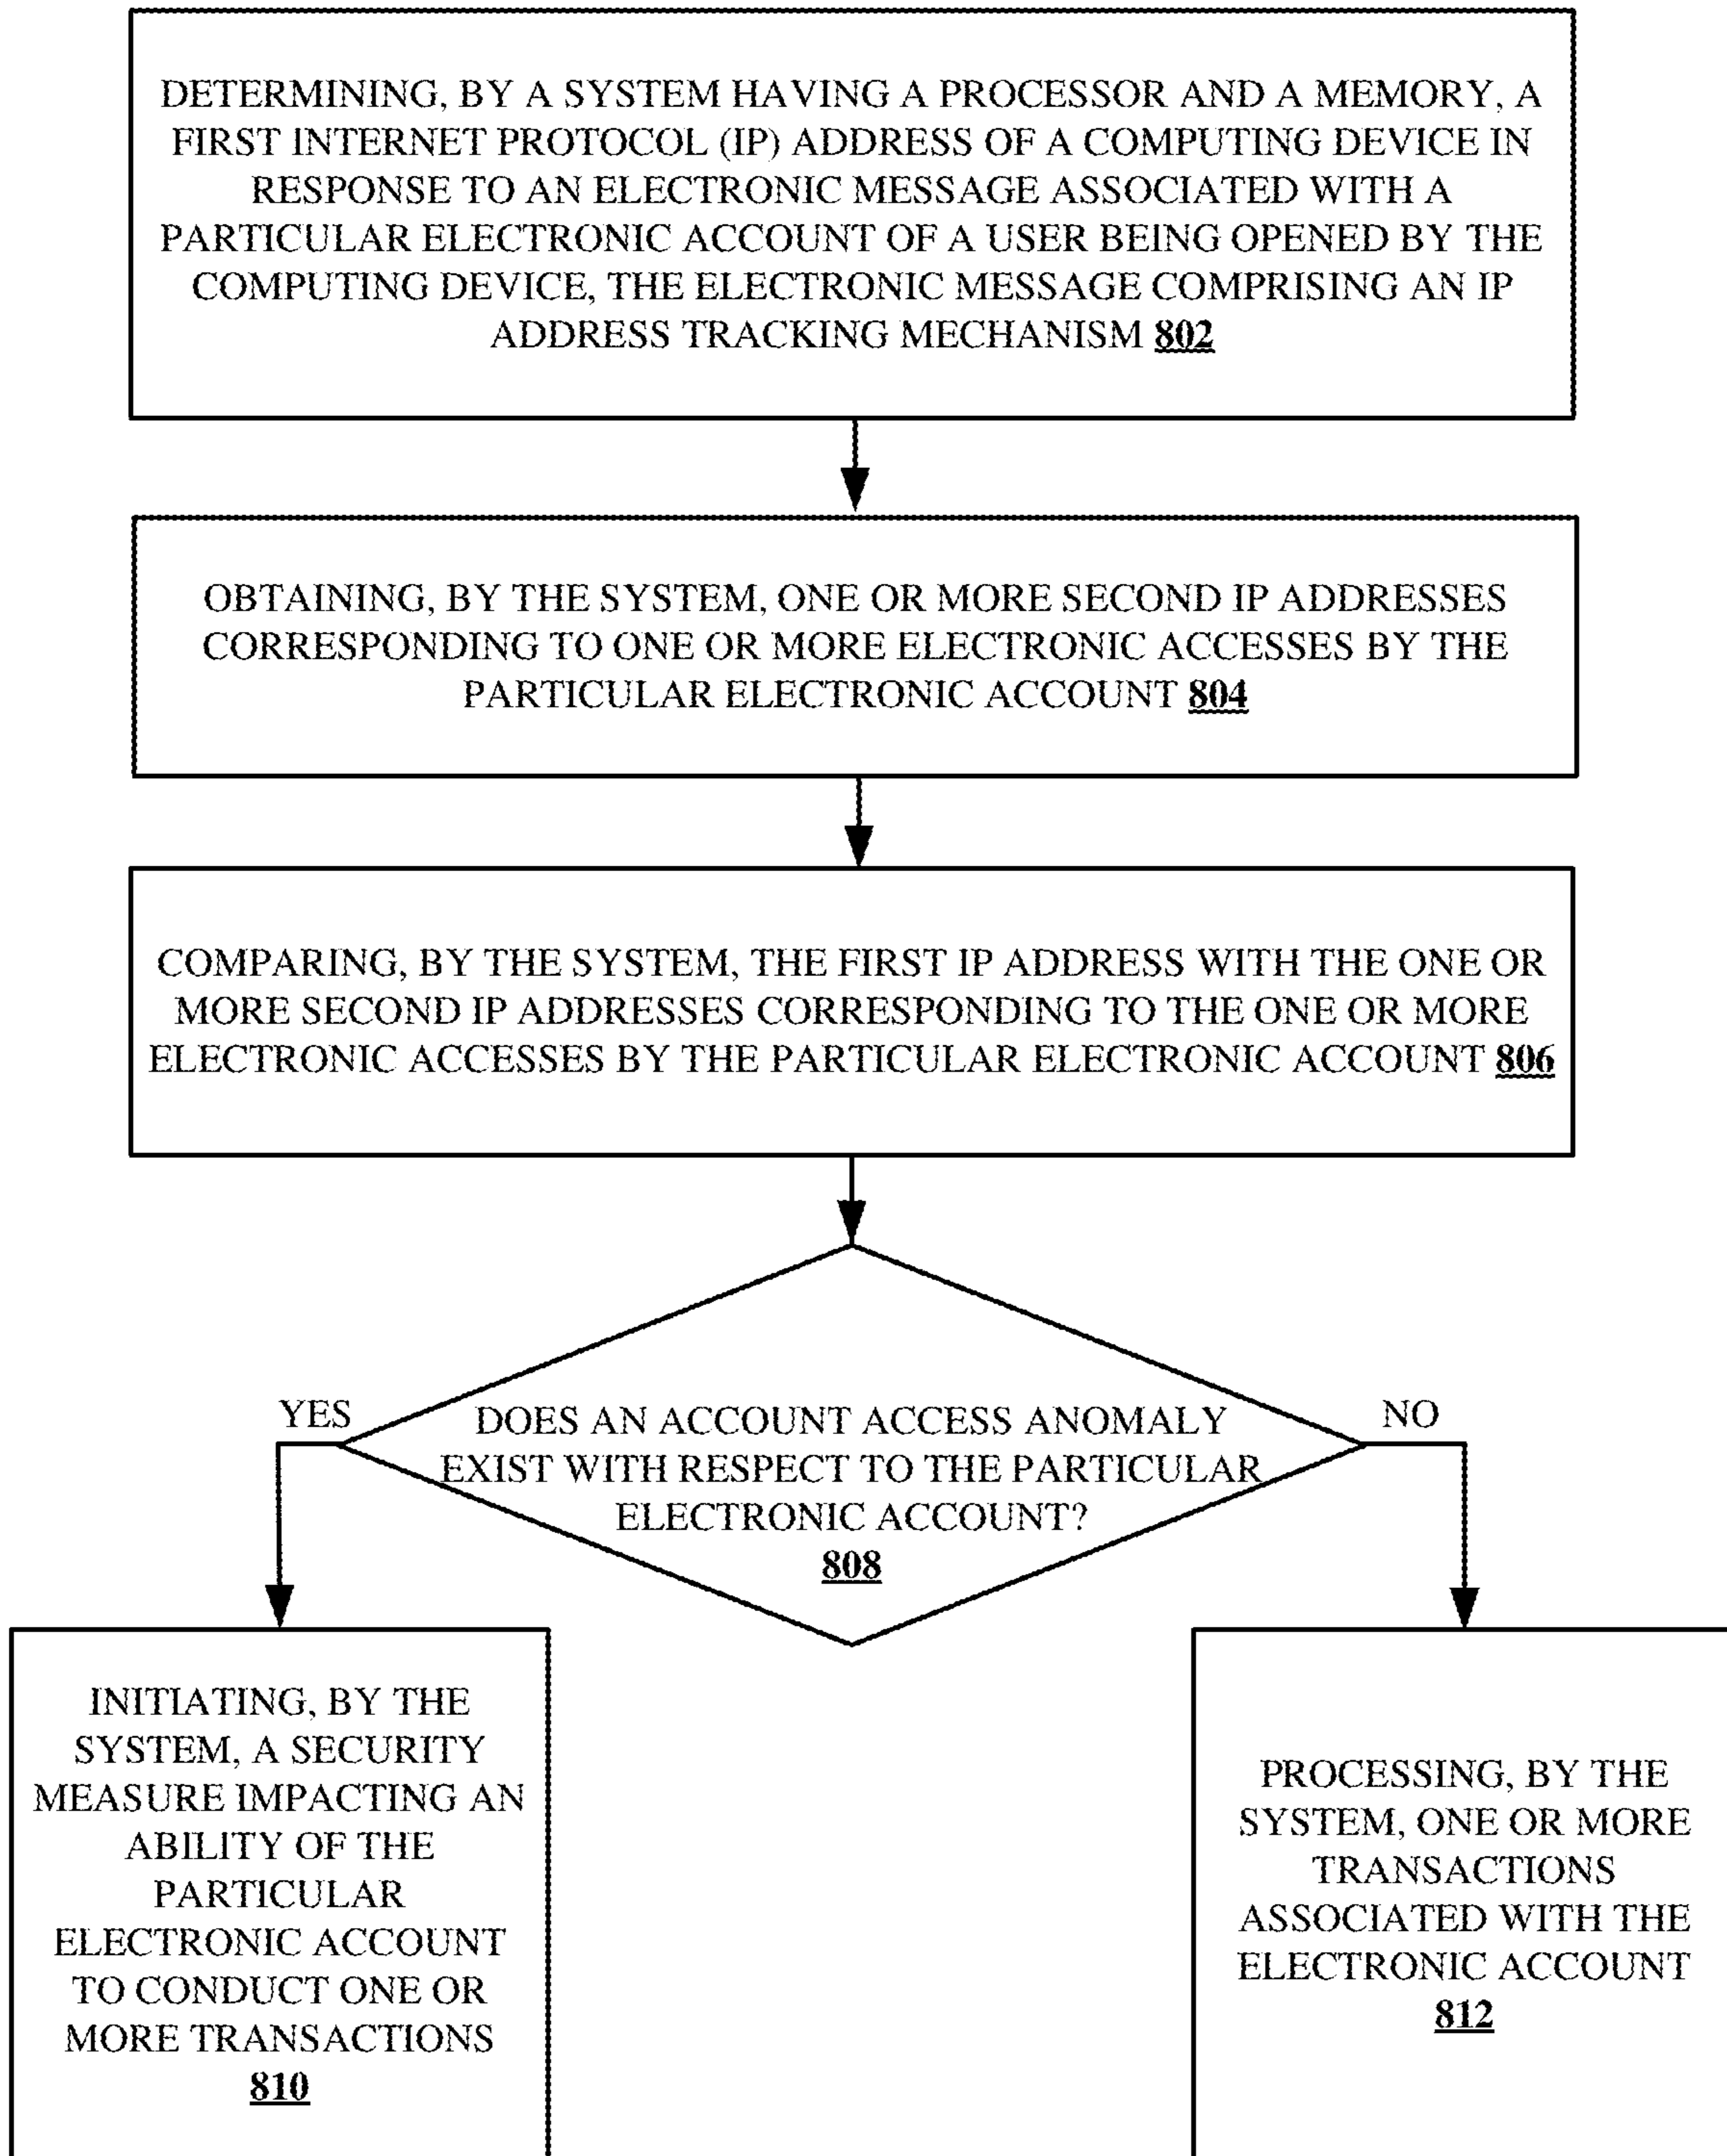 DETERMINING, BY A SYSTEM HAVING A PROCESSOR AND A MEMORY, A
FIRST INTERNET PROTOCOL (IP) ADDRESS OF A COMPUTING DEVICE IN
RESPONSE TO AN ELECTRONIC MESSAGE ASSOCIATED WITH A
PARTICULAR ELECTRONIC ACCOUNT OF A USER BEING OPENED BY THE
COMPUTING DEVICE, THE ELECTRONIC MESSAGE COMPRISING AN IP
ADDRESS TRACKING MECHANISM 802
OBTAINING, BY THE SYSTEM, ONE OR MORE SECOND IP ADDRESSES
CORRESPONDING TO ONE OR MORE ELECTRONIC ACCESSES BY THE
PARTICULAR ELECTRONIC ACCOUNT 804
COMPARING, BY THE SYSTEM, THE FIRST IP ADDRESS WITH THE ONE OR
MORE SECOND IP ADDRESSES CORRESPONDING TO THE ONE OR MORE
ELECTRONIC ACCESSES BY THE PARTICULAR ELECTRONIC ACCOUNT 806
DOES AN ACCOUNT ACCESS ANOMALY
EXIST WITH RESPECT TO THE PARTICULAR
ELECTRONIC ACCOUNT?
808
YES
NO
INITIATING, BY THE
SYSTEM, A SECURITY
MEASURE IMPACTING AN
ABILITY OF THE
PARTICULAR
ELECTRONIC ACCOUNT
TO CONDUCT ONE OR
MORE TRANSACTIONS
810
PROCESSING, BY THE
SYSTEM, ONE OR MORE
TRANSACTIONS
ASSOCIATED WITH THE
ELECTRONIC ACCOUNT
812